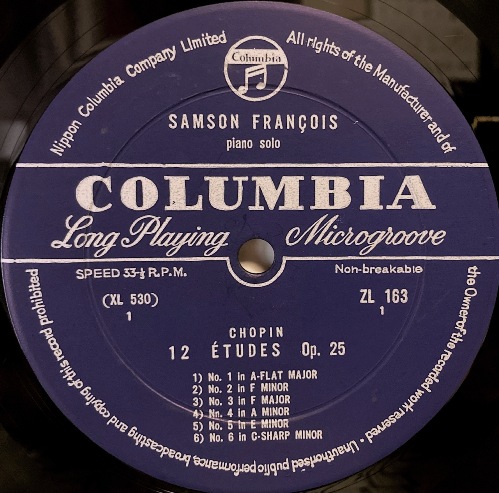 Nippon Columbia Company Limited
Columbia
All rights of the Manufacturer and of
the Owner of the recorded work reserved • Unauthorised public performance, broadcasting and copying of this record prohibited
SAMSON FRANÇOIS
piano solo
COLUMBIA
Long Playing Microgroove
SPEED 33-⅓ R.P.M. Non-breakable
(XL 530) ZL 163
1 1
CHOPIN
12 ÉTUDES Op. 25
1) No. 1 in A-FLAT MAJOR
2) No. 2 in F MINOR
3) No. 3 in F MAJOR
4) No. 4 in A MINOR
5) No. 5 in E MINOR
6) No. 6 in G-SHARP MINOR